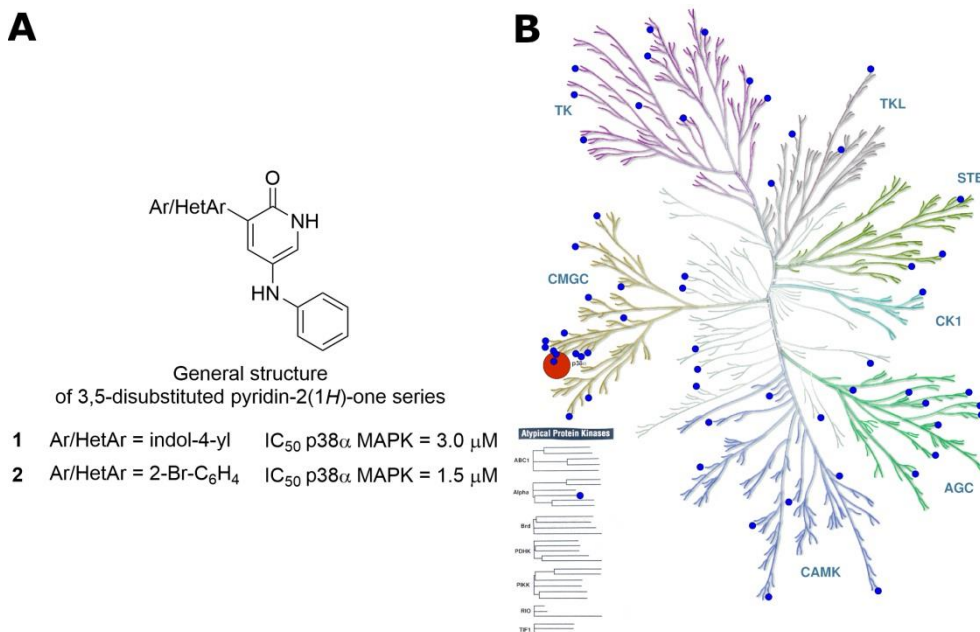 A
O
Ar/HetAr
NH
HN
General structure
of 3,5-disubstituted pyridin-2(1H)-one series
1 Ar/HetAr = indol-4-yl IC50 p38α MAPK = 3.0 μM
2 Ar/HetAr = 2-Br-C6H4 IC50 p38α MAPK = 1.5 μM
B
TK
TKL
STE
CMGC
CK1
p38α
AGC
CAMK
Atypical Protein Kinases
ABC1
Alpha
Brd
PDHK
PIKK
RIO
TIF1